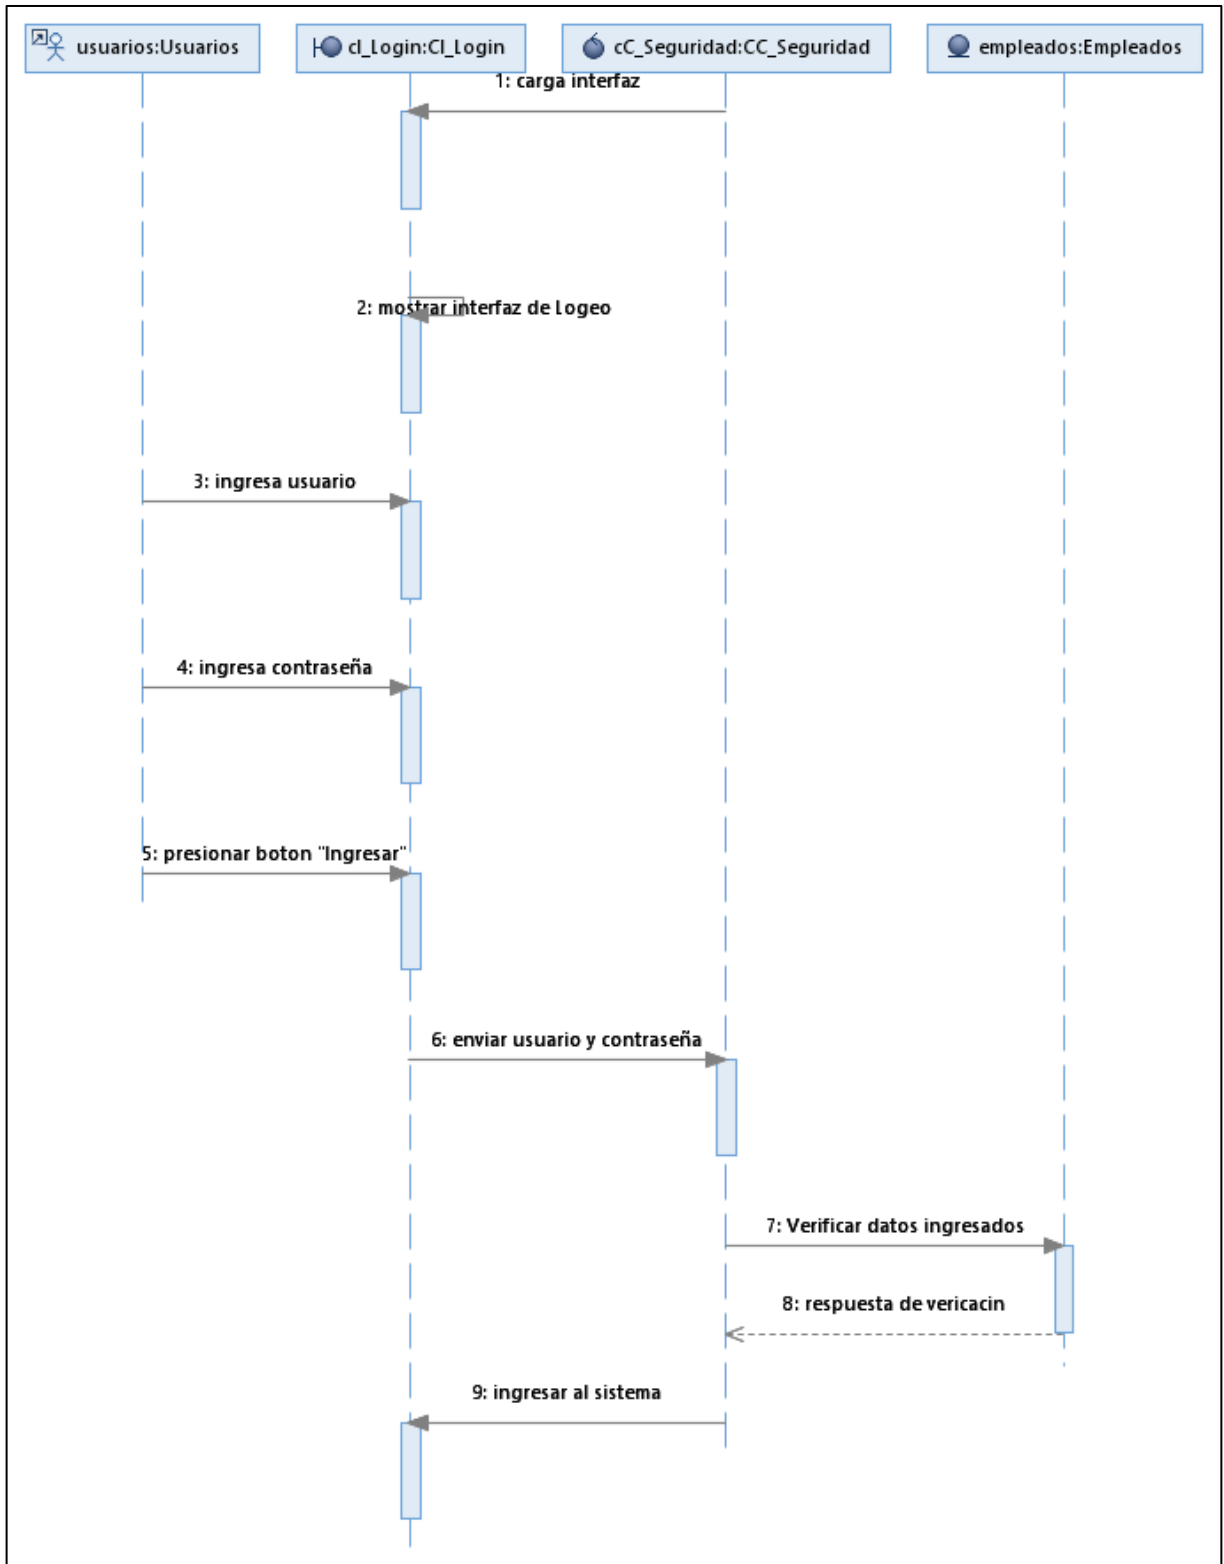 usuarios:Usuarios
cI_Login:CI_Login
cC_Seguridad:CC_Seguridad
empleados:Empleados
1: carga interfaz
2: mostrar interfaz de Logeo
3: ingresa usuario
4: ingresa contraseña
5: presionar boton "Ingresar"
6: enviar usuario y contraseña
7: Verificar datos ingresados
8: respuesta de vericacin
9: ingresar al sistema